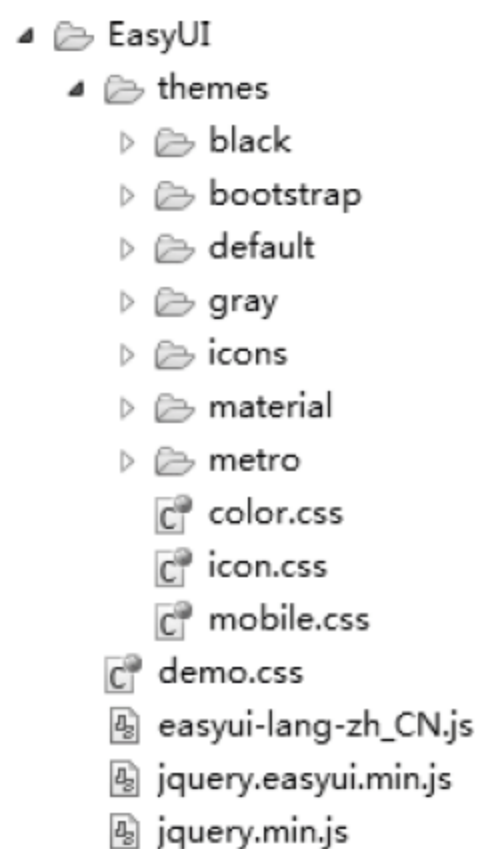 EasyUI
themes
black
bootstrap
default
gray
icons
material
metro
color.css
icon.css
mobile.css
demo.css
easyui-lang-zh_CN.js
jquery.easyui.min.js
jquery.min.js